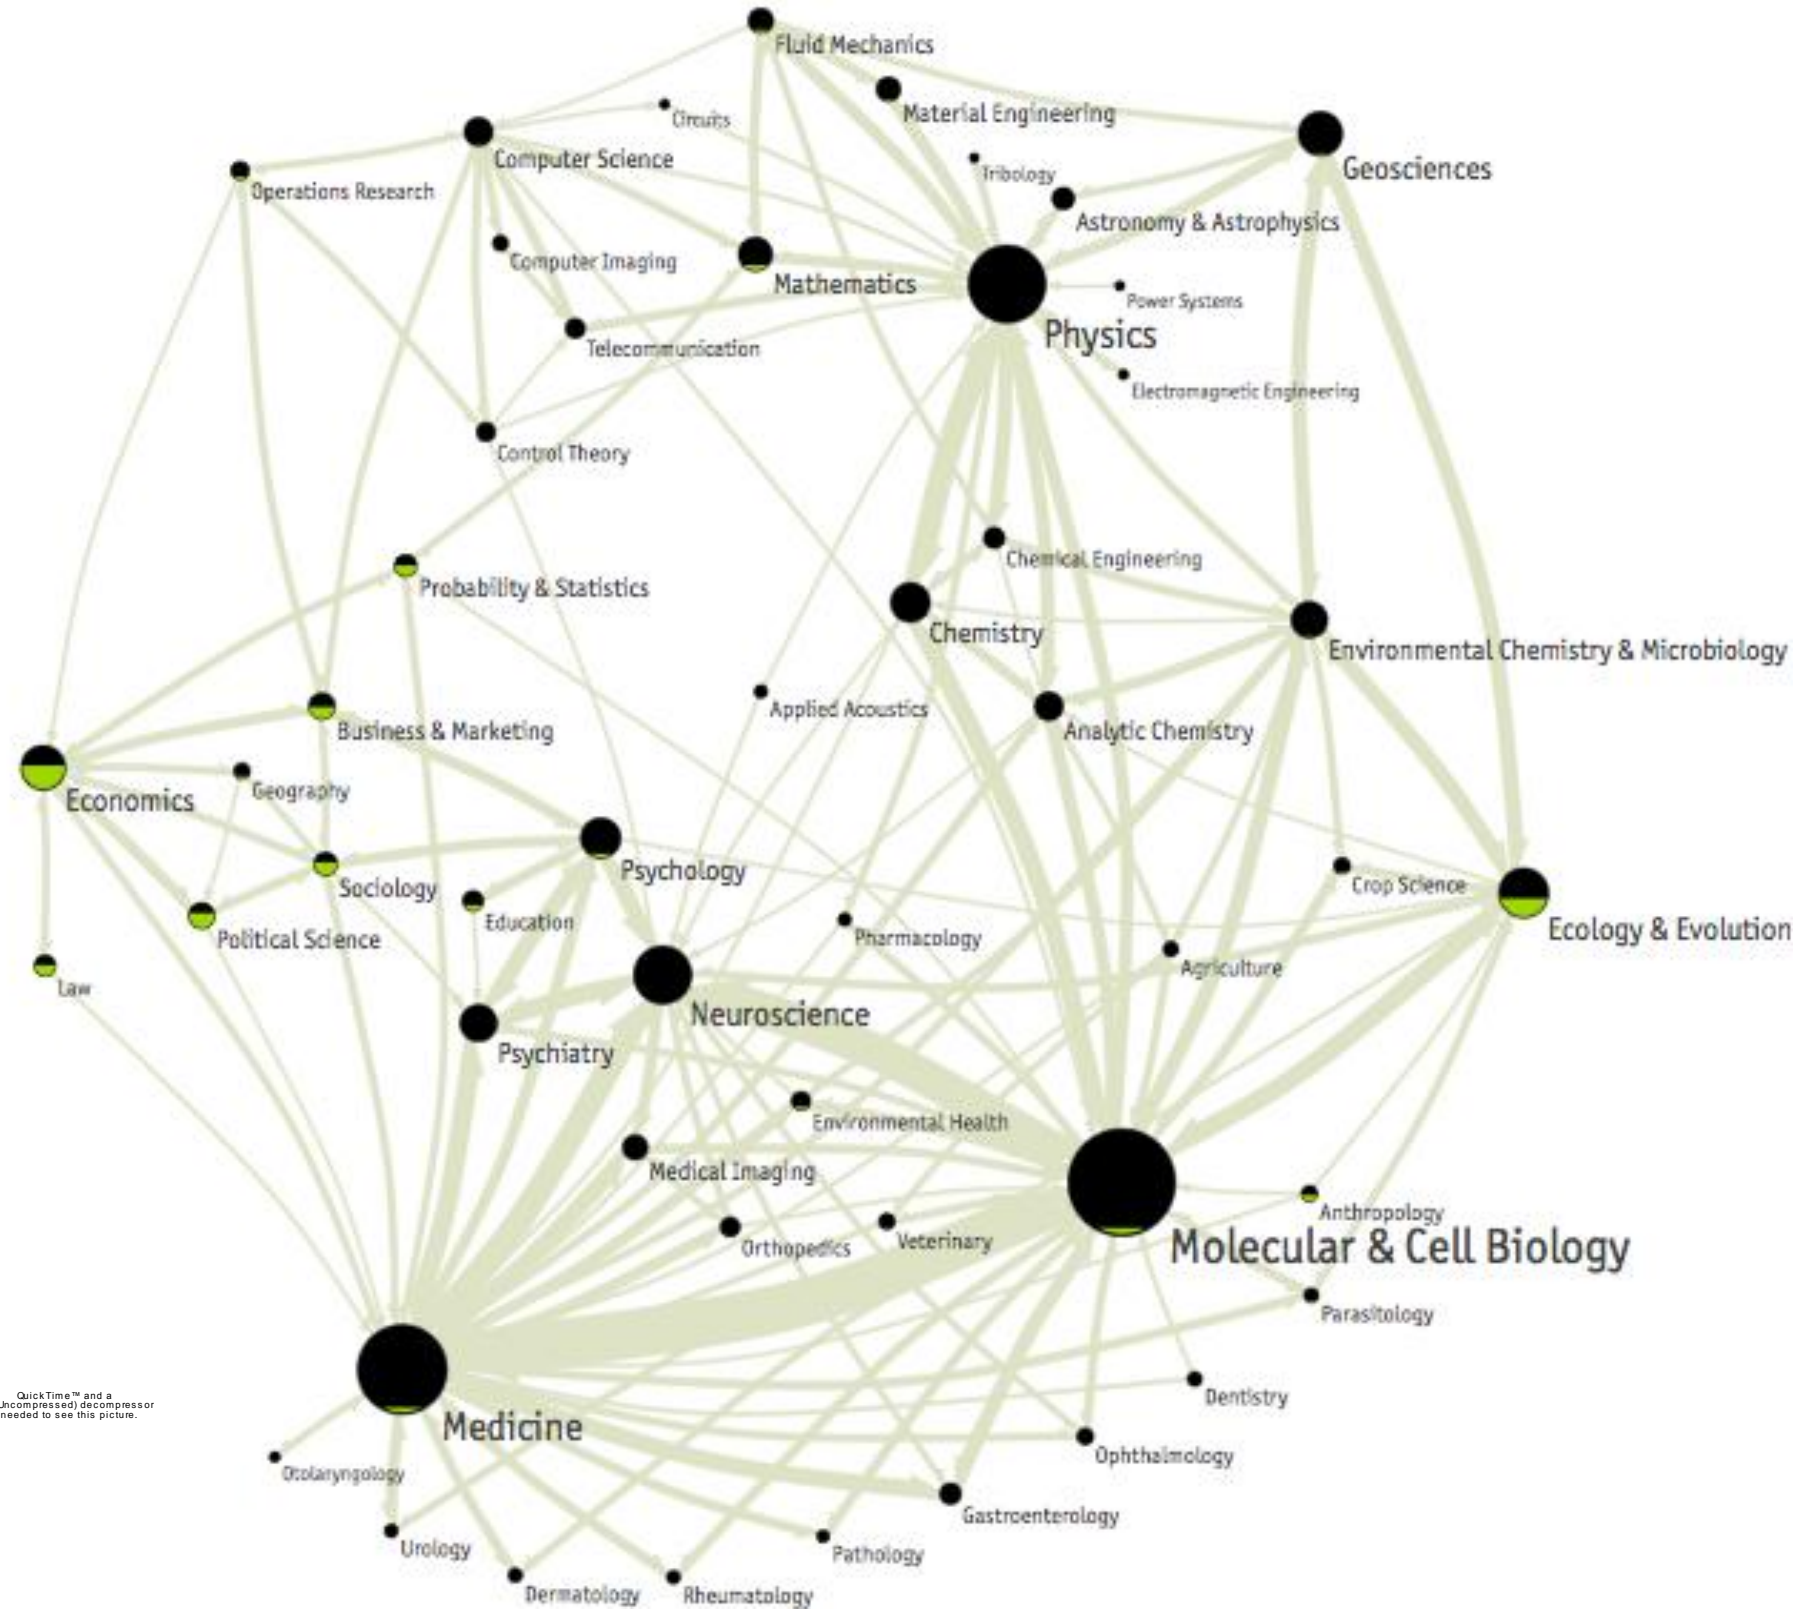 Fluid Mechanics
Material Engineering
Circuits
Computer Science
Geosciences
Tribology
Operations Research
Astronomy & Astrophysics
Computer Imaging
Mathematics
Power Systems
Physics
Telecommunication
Electromagnetic Engineering
Control Theory
Chemical Engineering
Probability & Statistics
Chemistry
Environmental Chemistry & Microbiology
Applied Acoustics
Business & Marketing
Analytic Chemistry
Geography
Economics
Psychology
Crop Science
Sociology
Education
Ecology & Evolution
Political Science
Pharmacology
Agriculture
Law
Neuroscience
Psychiatry
Environmental Health
Medical Imaging
Anthropology
Veterinary
Orthopedics
Molecular & Cell Biology
Parasitology
QuickTime™ and a
Uncompressed) decompressor
needed to see this picture.
Dentistry
Medicine
Ophthalmology
Otolaryngology
Gastroenterology
Urology
Pathology
Dermatology
Rheumatology